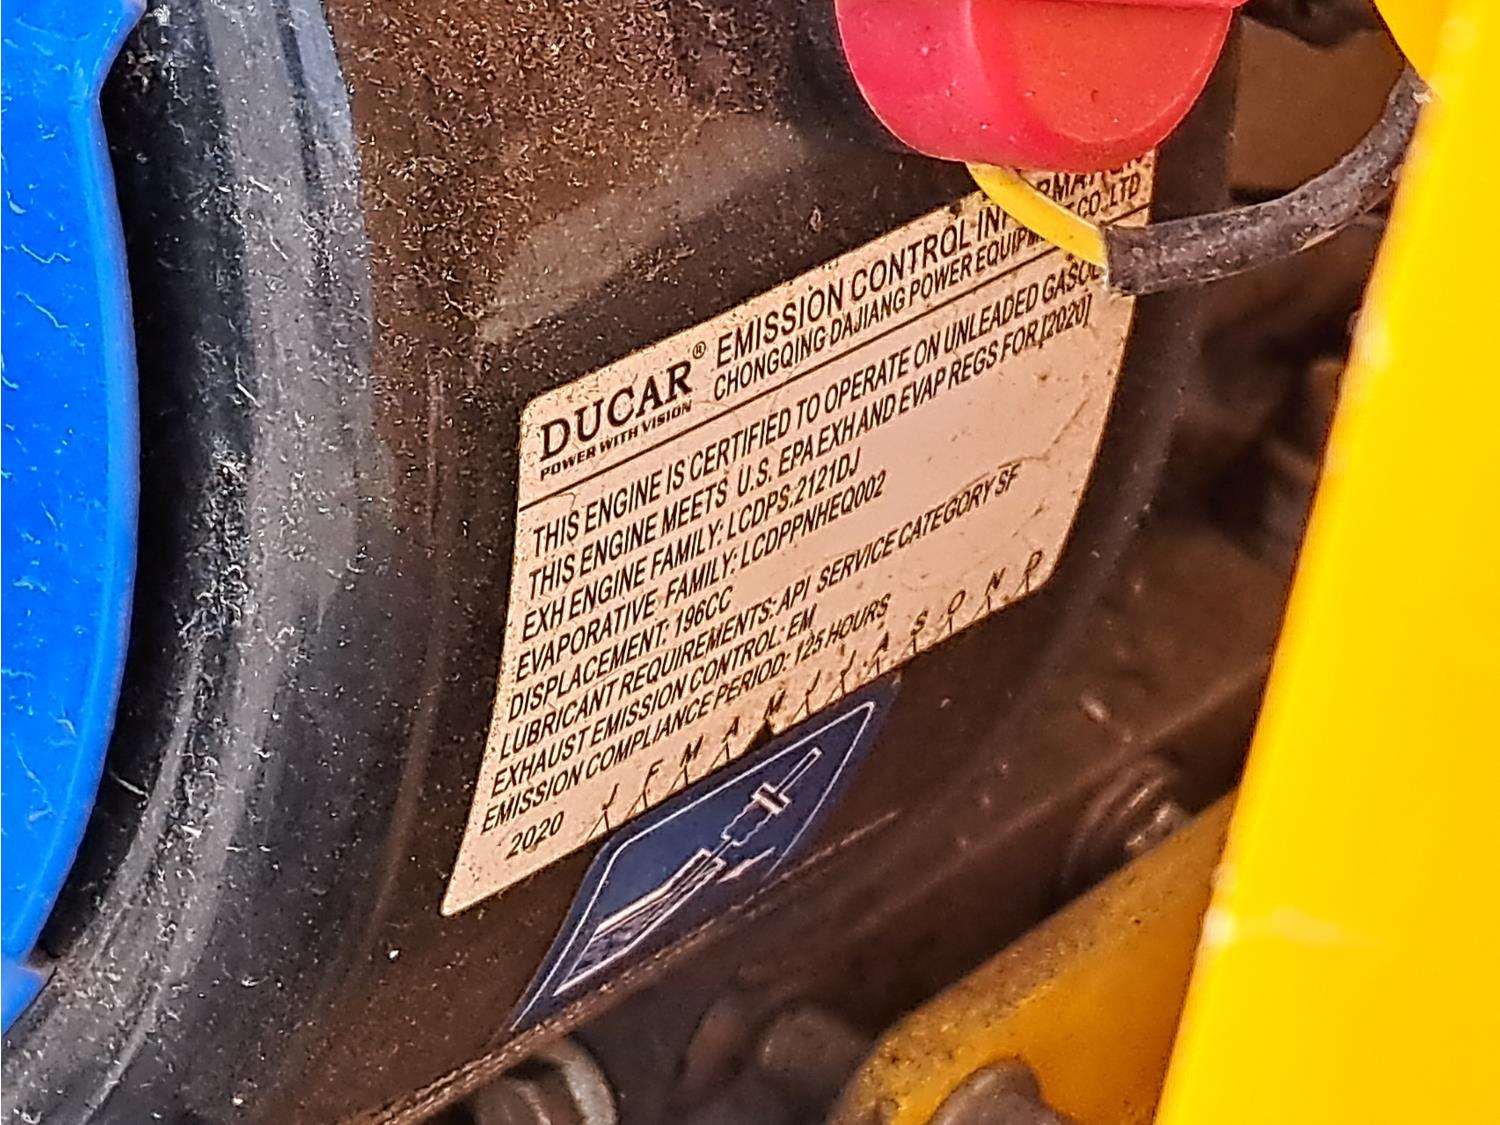 DUCAR®
POWER WITH VISION
EMISSION CONTROL
CHONGQING DAJIANG POWER EQUIPMENT CO.,LTD
THIS ENGINE IS CERTIFIED TO OPERATE ON UNLEADED
THIS ENGINE MEETS U.S. EPA EXH AND EVAP REGS FOR [2020]
EXH ENGINE FAMILY: LCDPS.2121DJ
EVAPORATIVE FAMILY: LCDPPNHEQ002
DISPLACEMENT: 196CC
LUBRICANT REQUIREMENTS: API SERVICE CATEGORY SF
EXHAUST EMISSION CONTROL: EM
EMISSION COMPLIANCE PERIOD: 125 HOURS
2020 J F M A M J J A S O N D